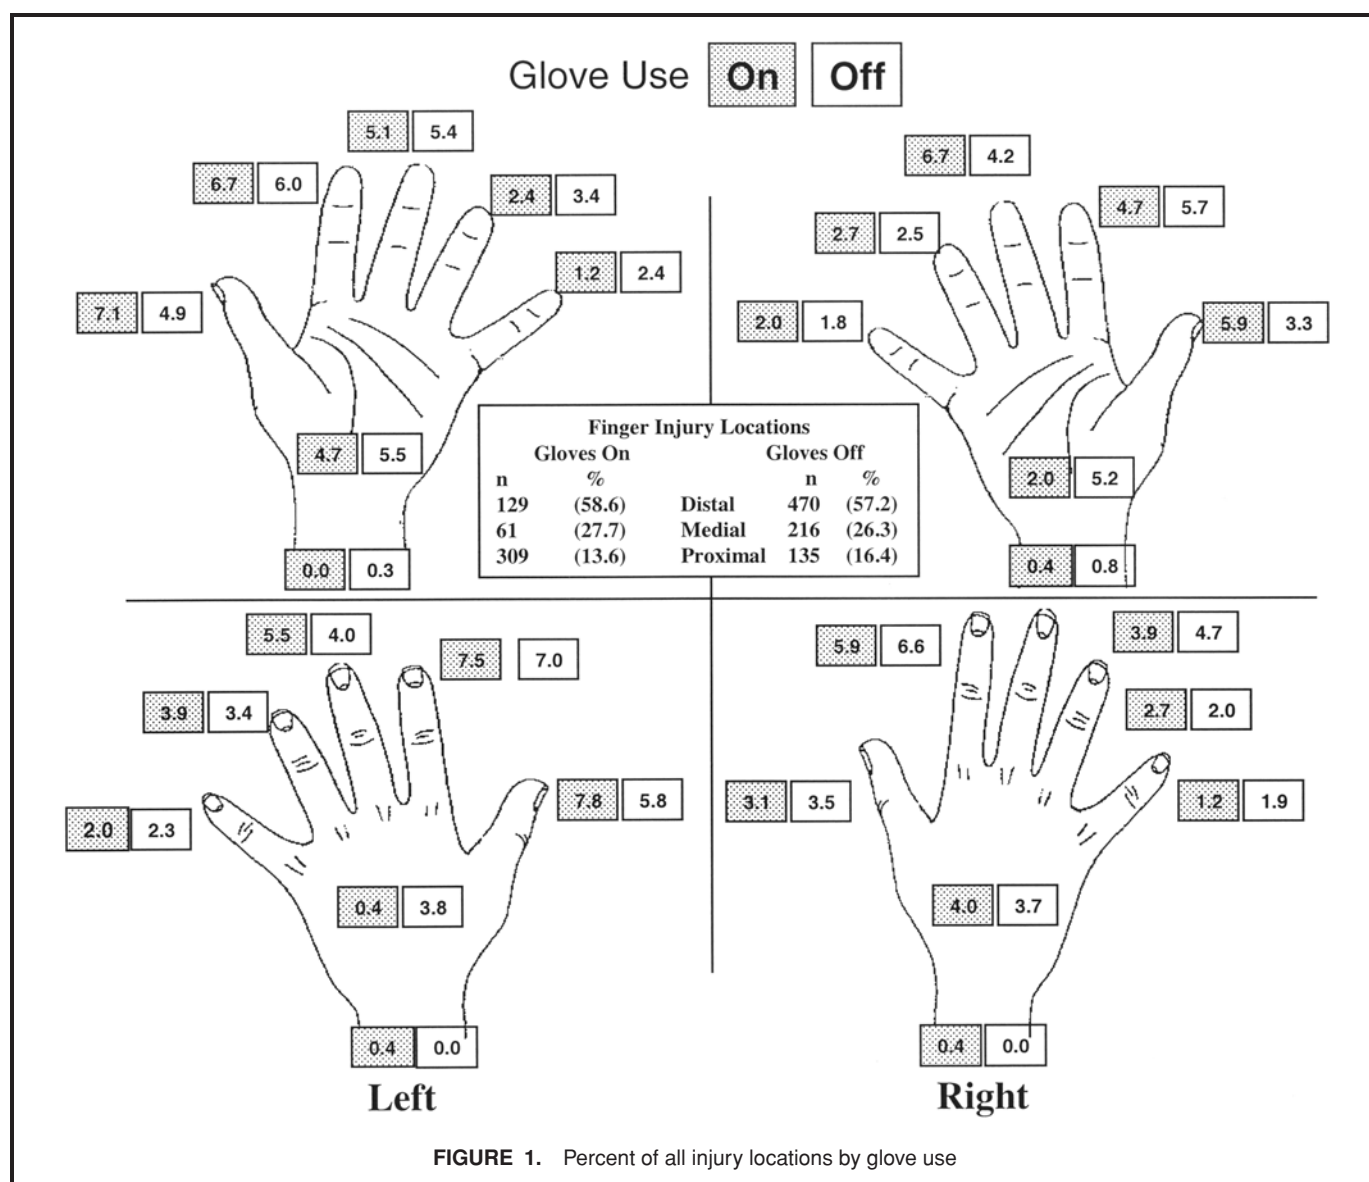 Glove Use On Off
5.1 5.4
6.7 6.0
2.4 3.4
1.2 2.4
7.1 4.9
4.7 5.5
0.0 0.3
6.7 4.2
4.7 5.7
2.7 2.5
2.0 1.8
5.9 3.3
2.0 5.2
0.4 0.8
Finger Injury Locations
Gloves On Gloves Off
n % n %
129 (58.6) Distal 470 (57.2)
61 (27.7) Medial 216 (26.3)
309 (13.6) Proximal 135 (16.4)
5.5 4.0
7.5 7.0
3.9 3.4
2.0 2.3
7.8 5.8
0.4 3.8
0.4 0.0
Left
5.9 6.6
3.9 4.7
2.7 2.0
3.1 3.5
1.2 1.9
4.0 3.7
0.4 0.0
Right
FIGURE 1. Percent of all injury locations by glove use